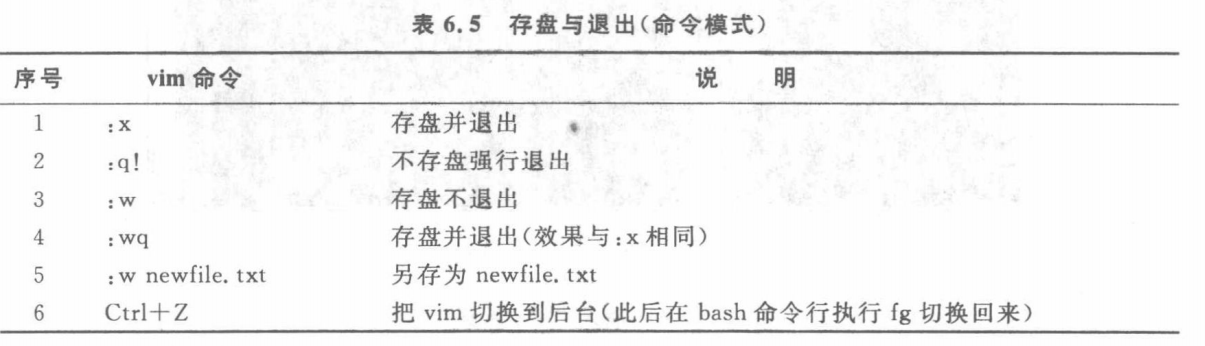 表 6.5 存盘与退出(命令模式)
序号 vim 命令 说 明
1 :x 存盘并退出
2 :q! 不存盘强行退出
3 :w 存盘不退出
4 :wq 存盘并退出(效果与:x 相同)
5 :w newfile.txt 另存为 newfile.txt
6 Ctrl+Z 把 vim 切换到后台(此后在 bash 命令行执行 fg 切换回来)